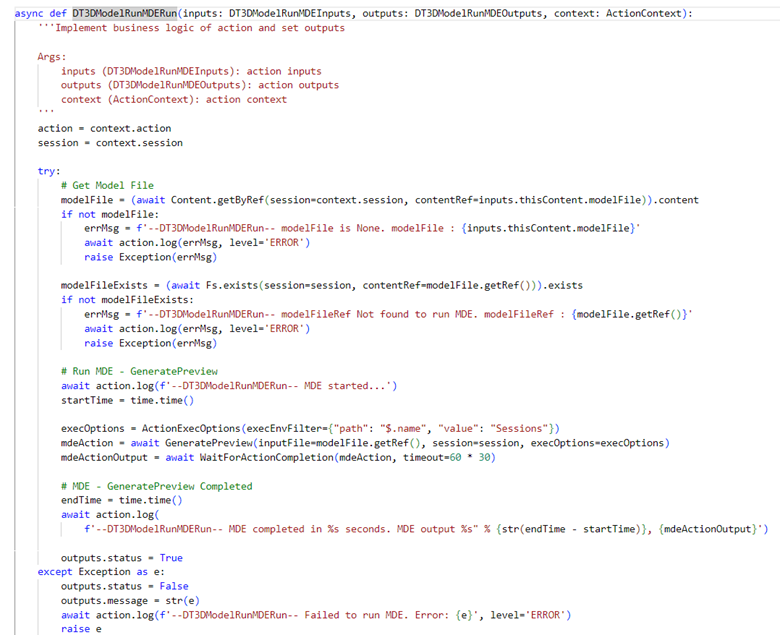 async def DT3DModelRunMDERun(inputs: DT3DModelRunMDEInputs, outputs: DT3DModelRunMDEOutputs, context: ActionContext):
    '''Implement business logic of action and set outputs

    Args:
        inputs (DT3DModelRunMDEInputs): action inputs
        outputs (DT3DModelRunMDEOutputs): action outputs
        context (ActionContext): action context
    '''
    action = context.action
    session = context.session

    try:
        # Get Model File
        modelFile = (await Content.getByRef(session=context.session, contentRef=inputs.thisContent.modelFile)).content
        if not modelFile:
            errMsg = f'--DT3DModelRunMDERun-- modelFile is None. modelFile : {inputs.thisContent.modelFile}'
            await action.log(errMsg, level='ERROR')
            raise Exception(errMsg)

        modelFileExists = (await Fs.exists(session=session, contentRef=modelFile.getRef())).exists
        if not modelFileExists:
            errMsg = f'--DT3DModelRunMDERun-- modelFileRef Not found to run MDE. modelFileRef : {modelFile.getRef()}'
            await action.log(errMsg, level='ERROR')
            raise Exception(errMsg)

        # Run MDE - GeneratePreview
        await action.log(f'--DT3DModelRunMDERun-- MDE started...')
        startTime = time.time()

        execOptions = ActionExecOptions(execEnvFilter={"path": "$.name", "value": "Sessions"})
        mdeAction = await GeneratePreview(inputFile=modelFile.getRef(), session=session, execOptions=execOptions)
        mdeActionOutput = await WaitForActionCompletion(mdeAction, timeout=60 * 30)

        # MDE - GeneratePreview Completed
        endTime = time.time()
        await action.log(
            f'--DT3DModelRunMDERun-- MDE completed in %s seconds. MDE output %s" % {str(endTime - startTime)}, {mdeActionOutput}')

        outputs.status = True
    except Exception as e:
        outputs.status = False
        outputs.message = str(e)
        await action.log(f'--DT3DModelRunMDERun-- Failed to run MDE. Error: {e}', level='ERROR')
        raise e